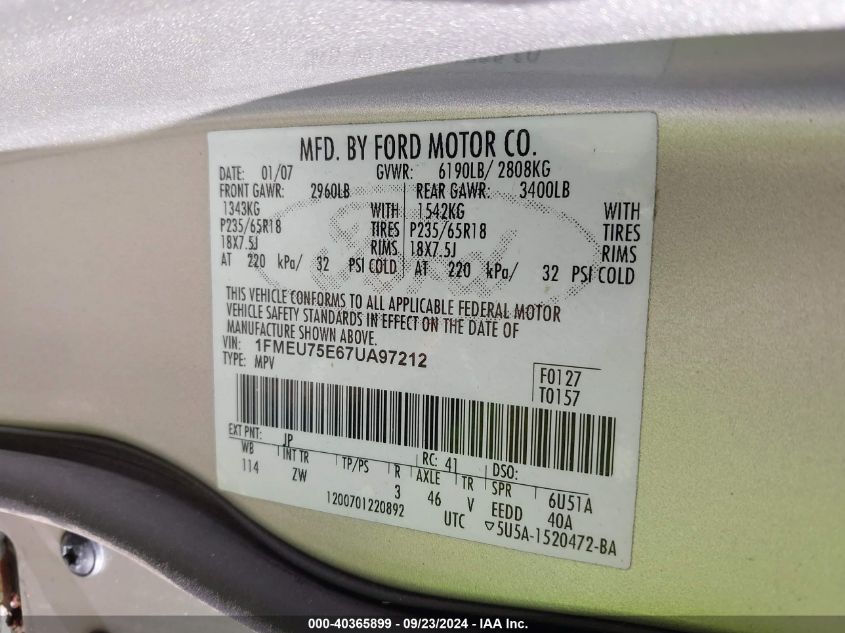 MFD. BY FORD MOTOR CO.
DATE: 01/07 GVWR: 6190LB/ 2808KG
FRONT GAWR: 2960LB REAR GAWR: 3400LB
1343KG WITH 1542KG WITH
P235/65R18 TIRES P235/65R18 TIRES
18X7.5J RIMS 18X7.5J RIMS
AT 220 kPa/ 32 PSI COLD AT 220 kPa/ 32 PSI COLD
THIS VEHICLE CONFORMS TO ALL APPLICABLE FEDERAL MOTOR
VEHICLE SAFETY STANDARDS IN EFFECT ON THE DATE OF
MANUFACTURE SHOWN ABOVE.
VIN: 1FMEU75E67UA97212
TYPE: MPV
F0127
T0157
EXT PNT: JP RC: 41 DSO:
WB INT TR TP/PS R AXLE TR SPR 6U51A
114 ZW 3 46 V EEDD 40A
1200701220892 UTC ▽5U5A-1520472-BA
Ford
000-40365899 - 09/23/2024 - IAA, Inc.